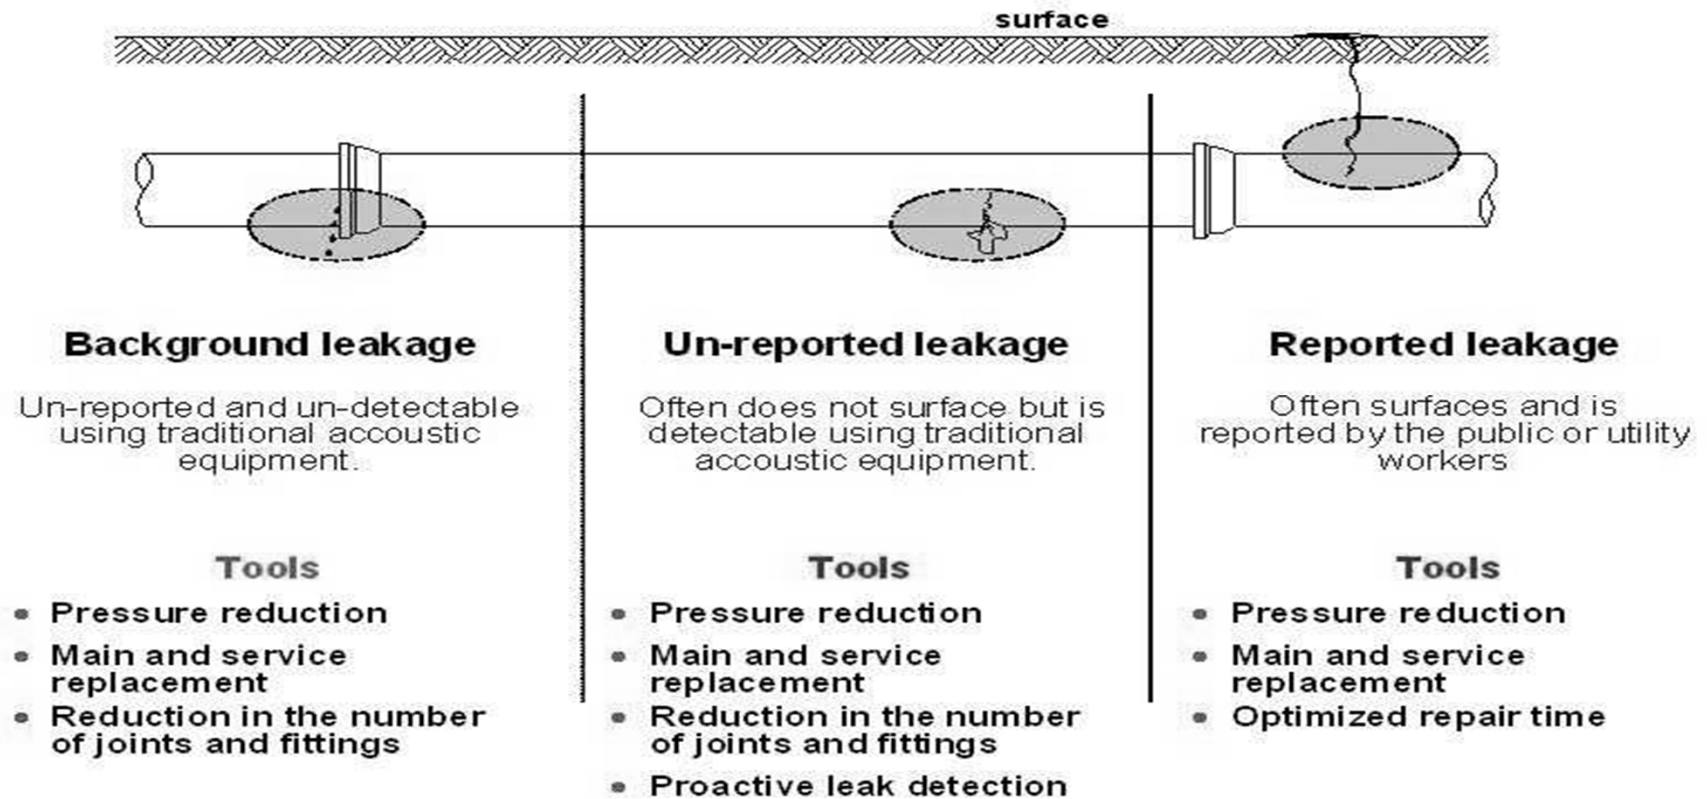 surface
Background leakage
Un-reported and un-detectable
using traditional accoustic
equipment.
Tools
• Pressure reduction
• Main and service
replacement
• Reduction in the number
of joints and fittings
Un-reported leakage
Often does not surface but is
detectable using traditional
accoustic equipment.
Tools
• Pressure reduction
• Main and service
replacement
• Reduction in the number
of joints and fittings
• Proactive leak detection
Reported leakage
Often surfaces and is
reported by the public or utility
workers
Tools
• Pressure reduction
• Main and service
replacement
• Optimized repair time